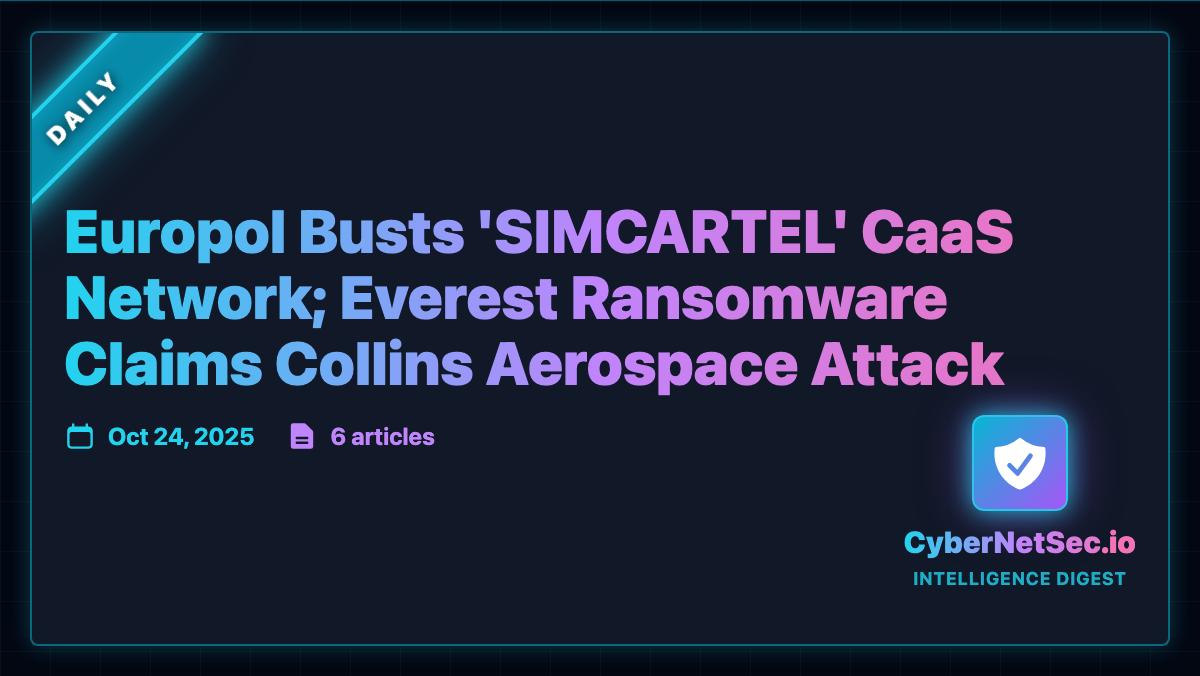 DAILY
Europol Busts 'SIMCARTEL' CaaS
Network; Everest Ransomware
Claims Collins Aerospace Attack
Oct 24, 2025 6 articles
CyberNetSec.io
INTELLIGENCE DIGEST